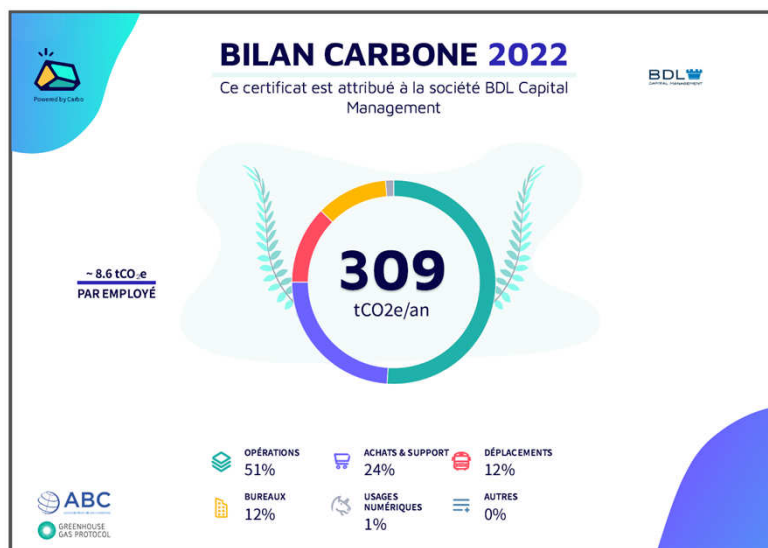 BILAN CARBONE 2022
Ce certificat est attribué à la société BDL Capital
Management
Powered by Carbo
BDL
CAPITAL MANAGEMENT
~ 8.6 tCO₂e
PAR EMPLOYÉ
309
tCO2e/an
OPÉRATIONS
51%
ACHATS & SUPPORT
24%
DÉPLACEMENTS
12%
BUREAUX
12%
USAGES
NUMÉRIQUES
1%
AUTRES
0%
ABC
GREENHOUSE
GAS PROTOCOL